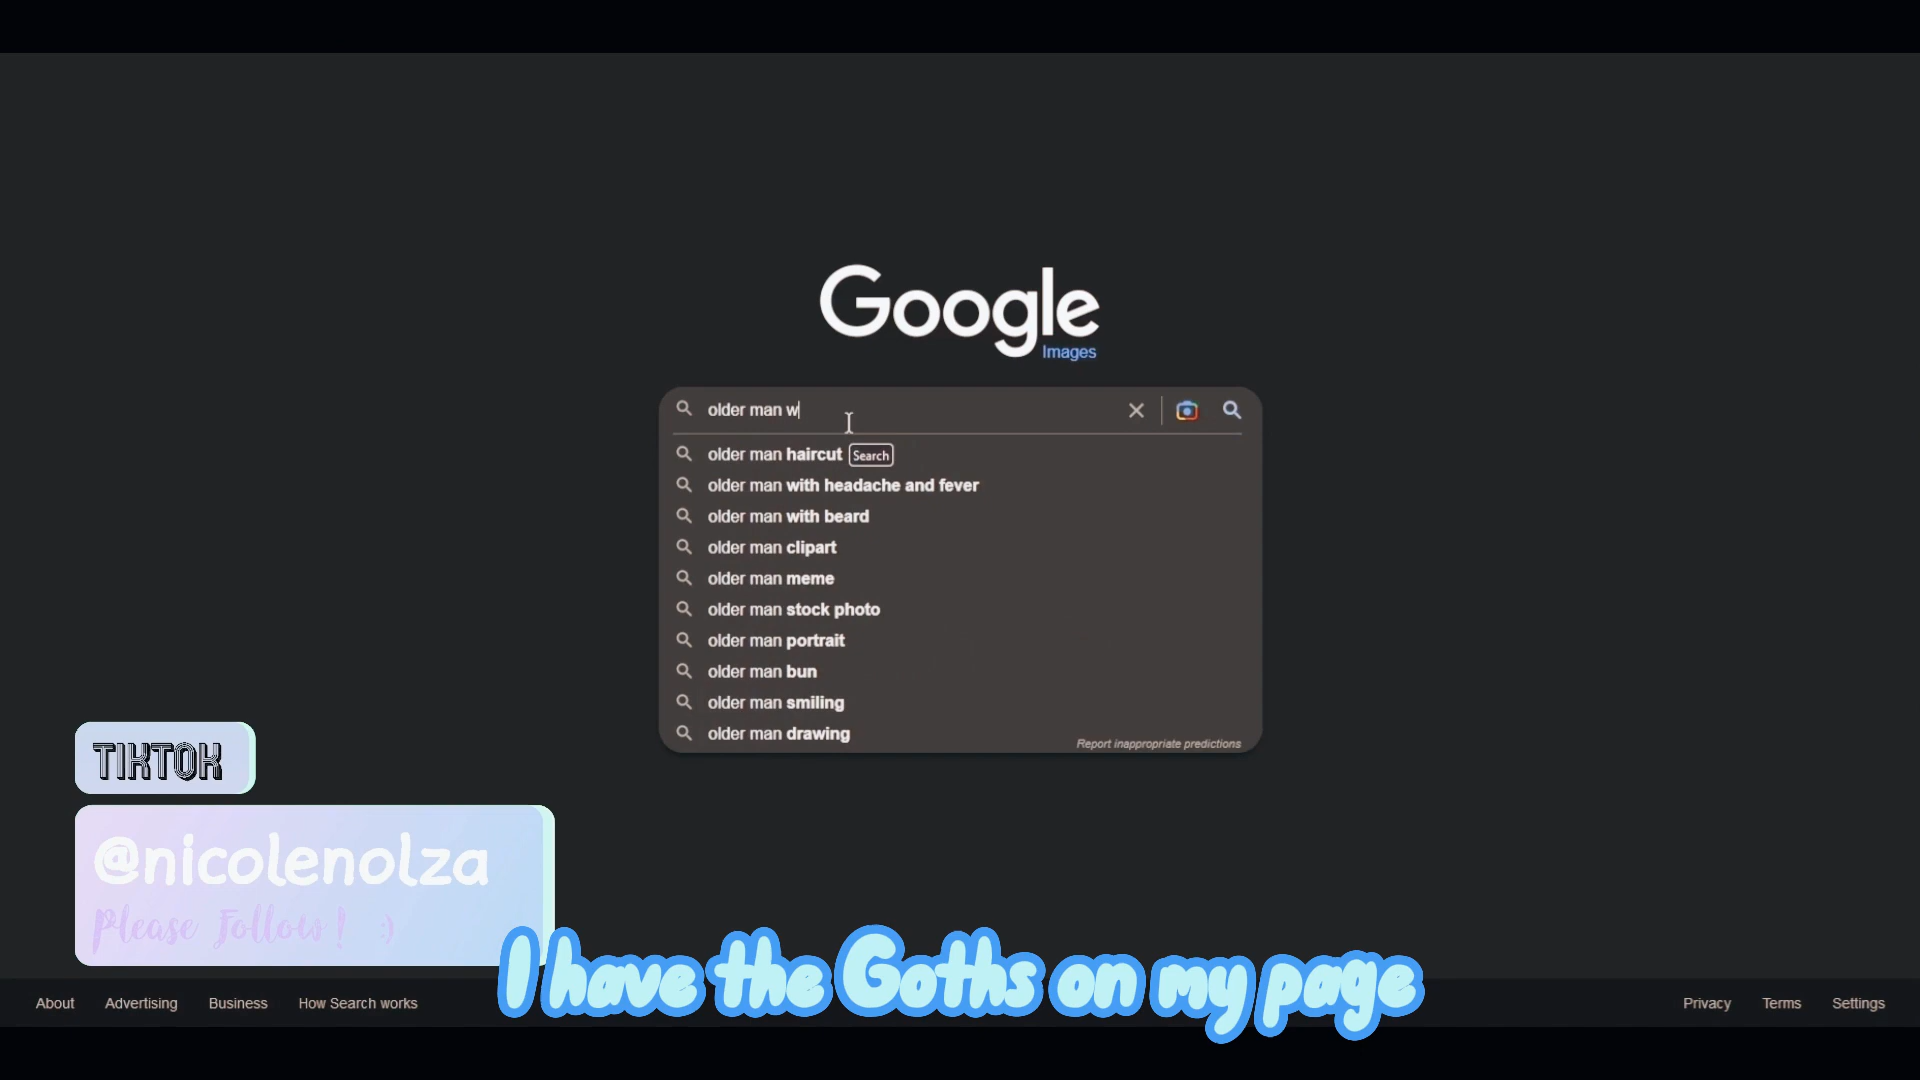 Google
Images
older man w
older man haircut Search
older man with headache and fever
older man with beard
older man clipart
older man meme
older man stock photo
older man portrait
older man bun
older man smiling
older man drawing
Report inappropriate predictions
TIKTOK
@nicolenolza
Please Follow! :)
I have the Goths on my page
About Advertising Business How Search works
Privacy Terms Settings